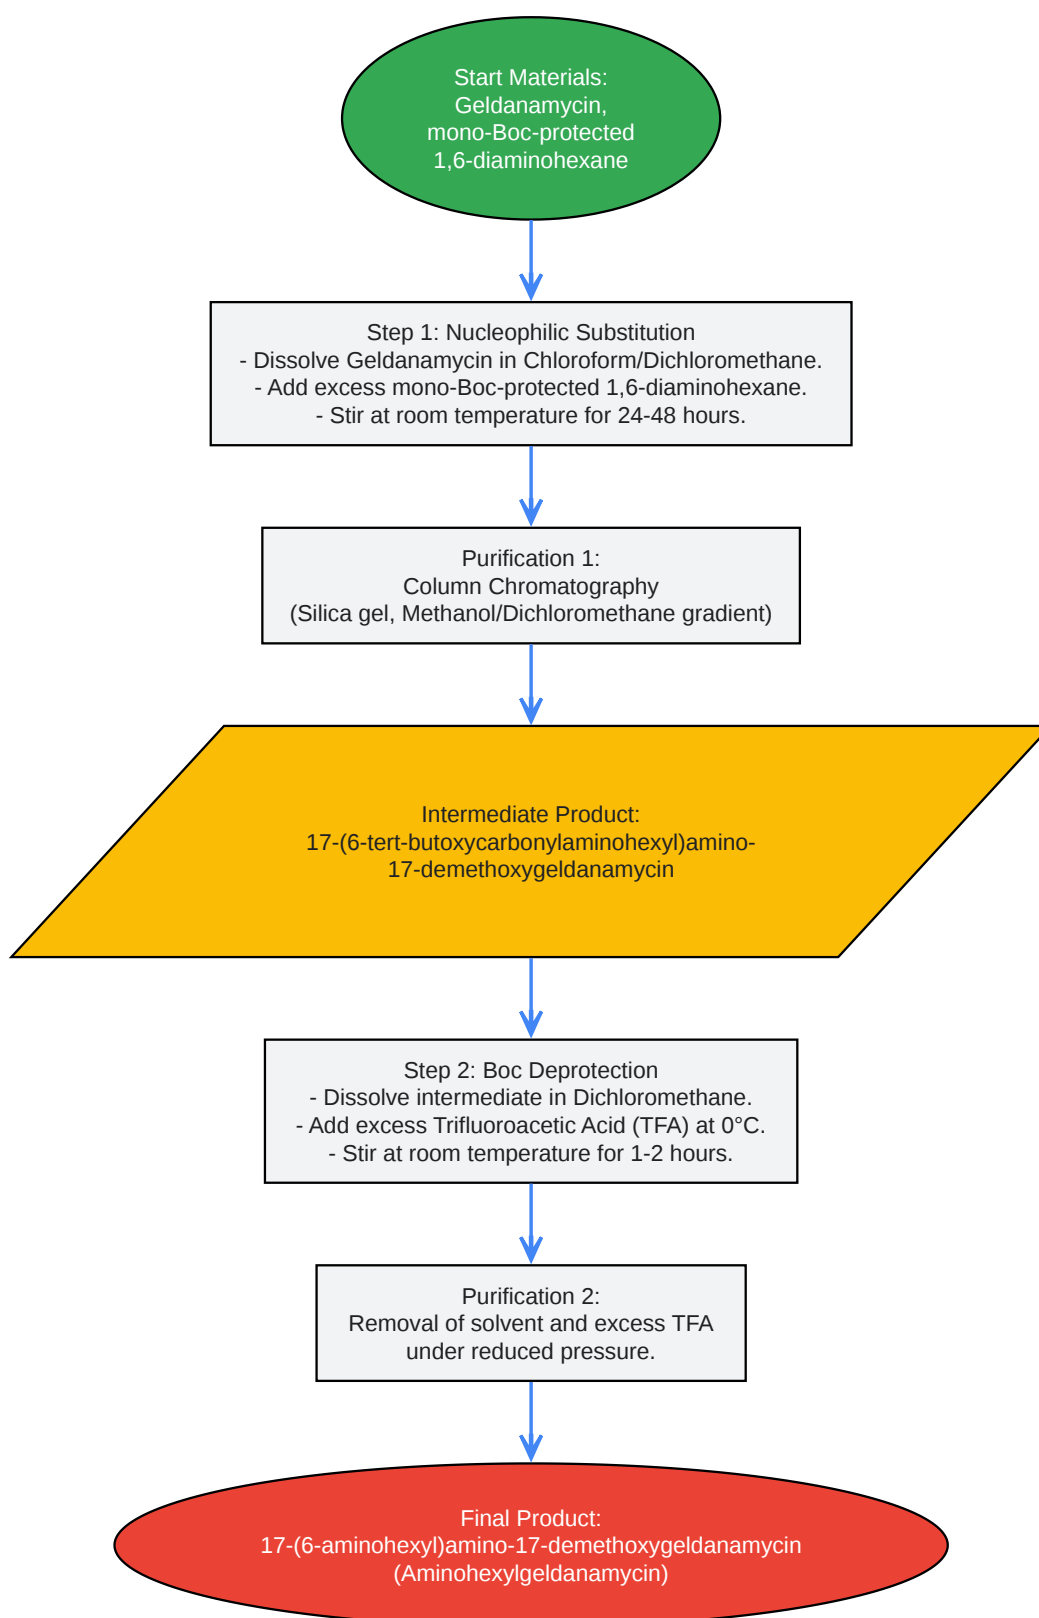 Start Materials:
Geldanamycin,
mono-Boc-protected
1,6-diaminohexane
Step 1: Nucleophilic Substitution
- Dissolve Geldanamycin in Chloroform/Dichloromethane.
- Add excess mono-Boc-protected 1,6-diaminohexane.
- Stir at room temperature for 24-48 hours.
Purification 1:
Column Chromatography
(Silica gel, Methanol/Dichloromethane gradient)
Intermediate Product:
17-(6-tert-butoxycarbonylaminohexyl)amino-
17-demethoxygeldanamycin
Step 2: Boc Deprotection
- Dissolve intermediate in Dichloromethane.
- Add excess Trifluoroacetic Acid (TFA) at 0°C.
- Stir at room temperature for 1-2 hours.
Purification 2:
Removal of solvent and excess TFA
under reduced pressure.
Final Product:
17-(6-aminohexyl)amino-17-demethoxygeldanamycin
(Aminohexylgeldanamycin)